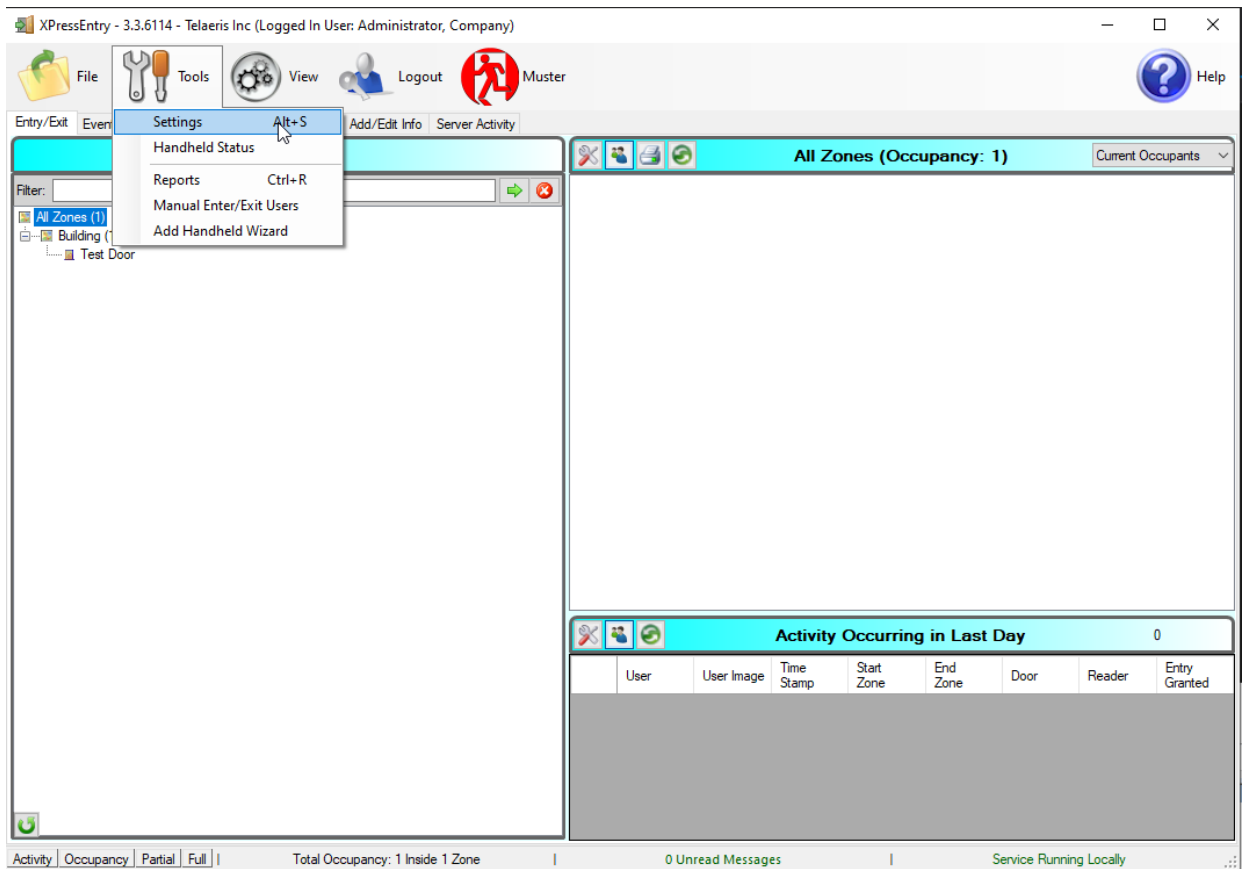 XPressEntry - 3.3.6114 - Telaeris Inc (Logged In User: Administrator, Company)
File Tools View Logout Muster Help
Entry/Exit Even Add/Edit Info Server Activity
Settings Alt+S
Handheld Status
Reports Ctrl+R
Manual Enter/Exit Users
Add Handheld Wizard
Filter:
All Zones (1)
Building (
Test Door
All Zones (Occupancy: 1) Current Occupants
Activity Occurring in Last Day 0
User User Image Time Stamp Start Zone End Zone Door Reader Entry Granted
Activity Occupancy Partial Full Total Occupancy: 1 Inside 1 Zone 0 Unread Messages Service Running Locally